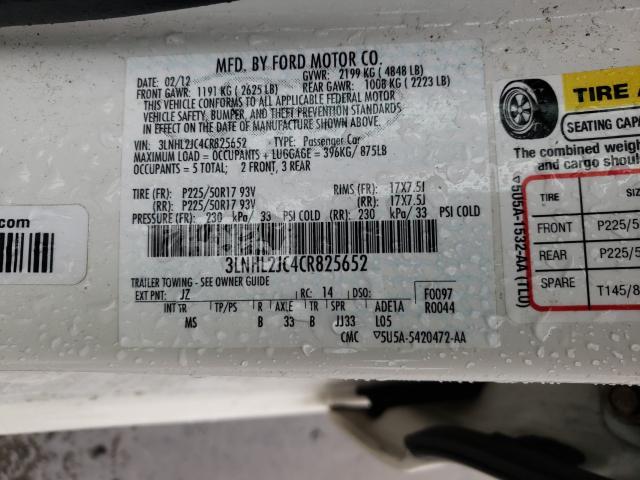 MFD. BY FORD MOTOR CO.
DATE: 02/12 GVWR: 2199 KG ( 4848 LB)
FRONT GAWR: 1191 KG ( 2625 LB) REAR GAWR: 1008 KG ( 2223 LB)
THIS VEHICLE CONFORMS TO ALL APPLICABLE FEDERAL MOTOR
VEHICLE SAFETY, BUMPER, AND THEFT PREVENTION STANDARDS
IN EFFECT ON THE DATE OF MANUFACTURE SHOWN ABOVE.
VIN: 3LNHL2JC4CR825652 TYPE: Passenger Car
MAXIMUM LOAD = OCCUPANTS + LUGGAGE = 396KG/ 875LB
OCCUPANTS = 5 TOTAL; 2 FRONT, 3 REAR
TIRE (FR): P225/50R17 93V RIMS (FR): 17X7.5J
(RR): P225/50R17 93V (RR): 17X7.5J
PRESSURE (FR): 230 kPa/ 33 PSI COLD (RR): 230 kPa/ 33 PSI COLD
3LNHL2JC4CR825652
TRAILER TOWING - SEE OWNER GUIDE
EXT PNT: JZ RC: 14 DSO: F0097
INT TR TP/PS R AXLE TR SPR ADE1A R0044
MS B 33 B JJ33 L05
CMC ▽5U5A-5420472-AA
.com
TIRE A
SEATING CAPA
The combined weigh
and cargo should
▽5U5A-1532-AA (TL0)
TIRE SIZE
FRONT P225/5
REAR P225/5
SPARE T145/8